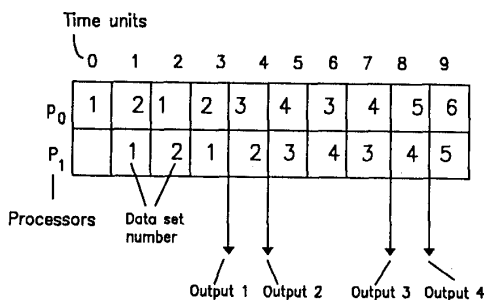 Time units
0 1 2 3 4 5 6 7 8 9
P0 1 2 1 2 3 4 3 4 5 6
P1 1 2 1 2 3 4 3 4 5
Processors
Data set
number
Output 1 Output 2 Output 3 Output 4